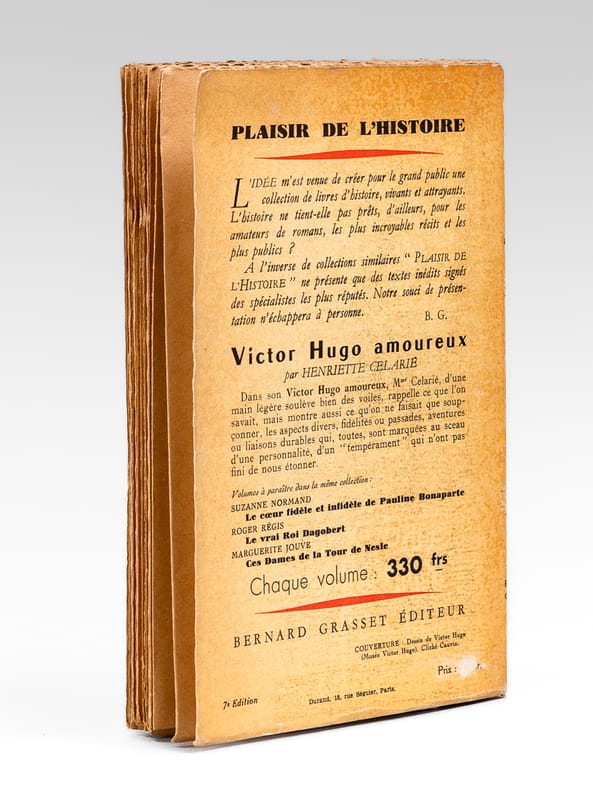 PLAISIR DE L'HISTOIRE
L'IDÉE m'est venue de créer pour le grand public une
collection de livres d'histoire, vivants et attrayants.
L'histoire ne tient-elle pas prêts, d'ailleurs, pour les
amateurs de romans, les plus incroyables récits et les
plus publics ?
A l'inverse de collections similaires " PLAISIR DE
L'HISTOIRE " ne présente que des textes inédits signés
des spécialistes les plus réputés. Notre souci de présen-
tation n'échappera à personne.
B. G.
Victor Hugo amoureux
par HENRIETTE CELARIÉ
Dans son Victor Hugo amoureux, Mme Celarié, d'une
main légère soulève bien des voiles, rappelle ce que l'on
savait, mais montre aussi ce qu'on ne faisait que soup-
çonner, les aspects divers, fidélités ou passades, aventures
ou liaisons durables qui, toutes, sont marquées au sceau
d'une personnalité, d'un "tempérament" qui n'ont pas
fini de nous étonner.
Volumes à paraître dans la même collection :
SUZANNE NORMAND
Le cœur fidèle et infidèle de Pauline Bonaparte
ROGER RÉGIS
Le vrai Roi Dagobert
MARGUERITE JOUVE
Ces Dames de la Tour de Nesle
Chaque volume : 330 frs
BERNARD GRASSET ÉDITEUR
COUVERTURE : Dessin de Victor Hugo
(Musée Victor Hugo). Cliché Cauvin.
Prix :
7e Edition
Durand, 18, rue Séguier, Paris.